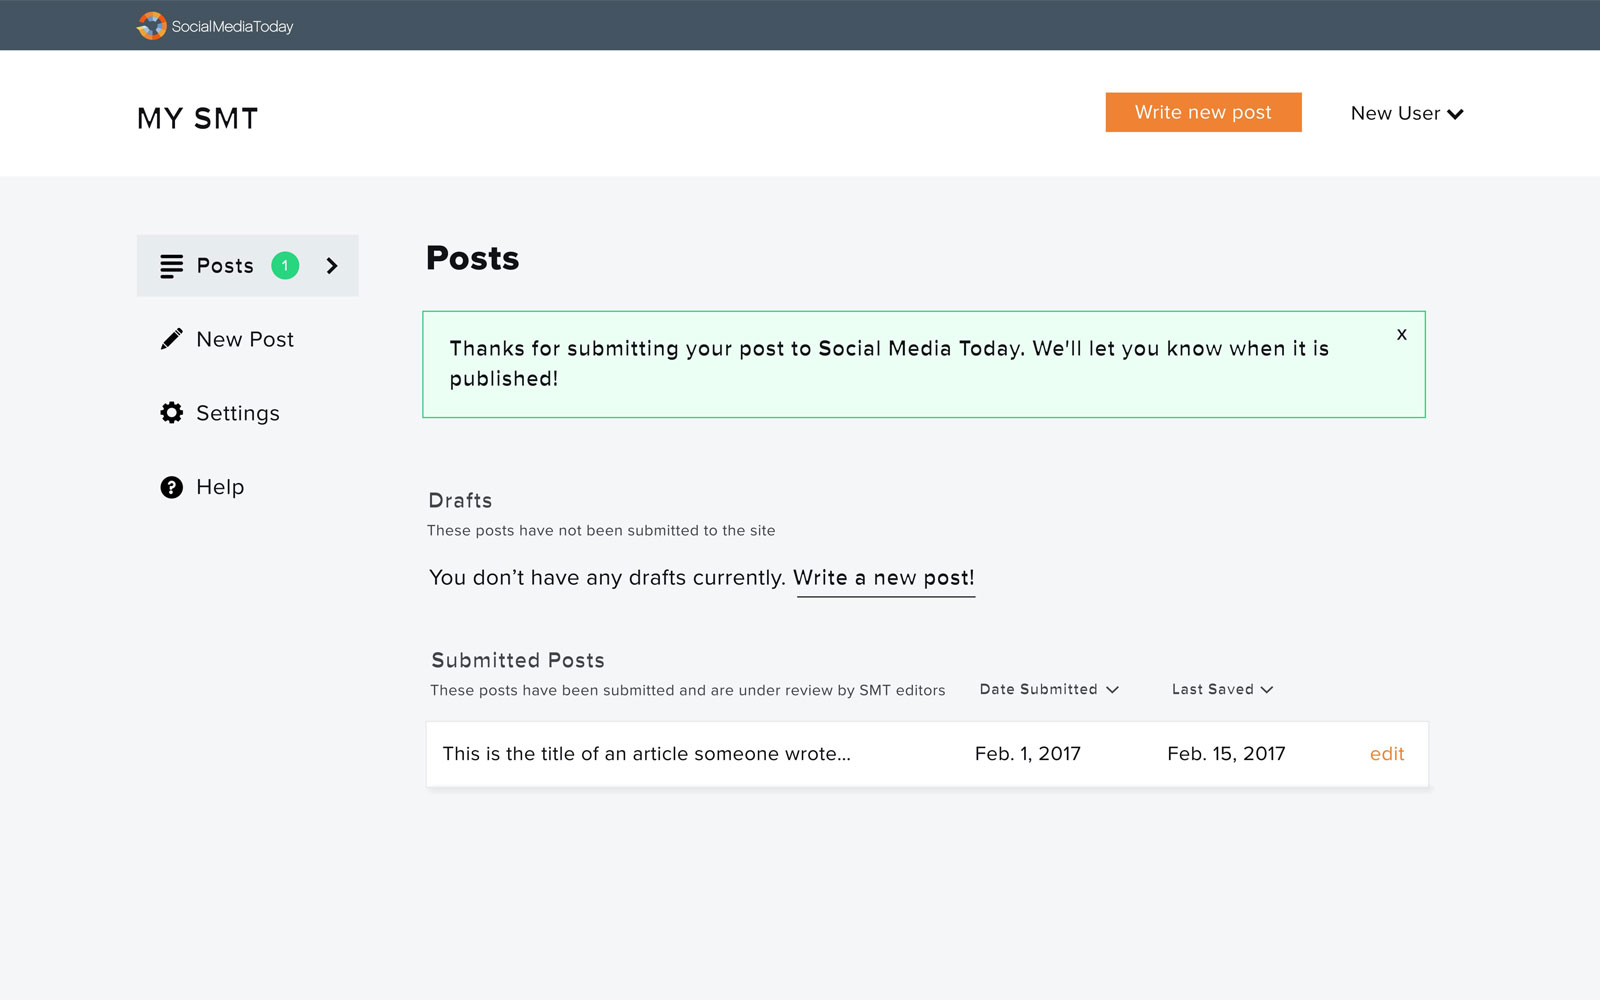 SocialMediaToday
MY SMT
Write new post
New User
Posts 1
New Post
Settings
Help
Posts
Thanks for submitting your post to Social Media Today. We'll let you know when it is
published!
x
Drafts
These posts have not been submitted to the site
You don’t have any drafts currently. Write a new post!
Submitted Posts
These posts have been submitted and are under review by SMT editors
Date Submitted
Last Saved
This is the title of an article someone wrote...
Feb. 1, 2017
Feb. 15, 2017
edit